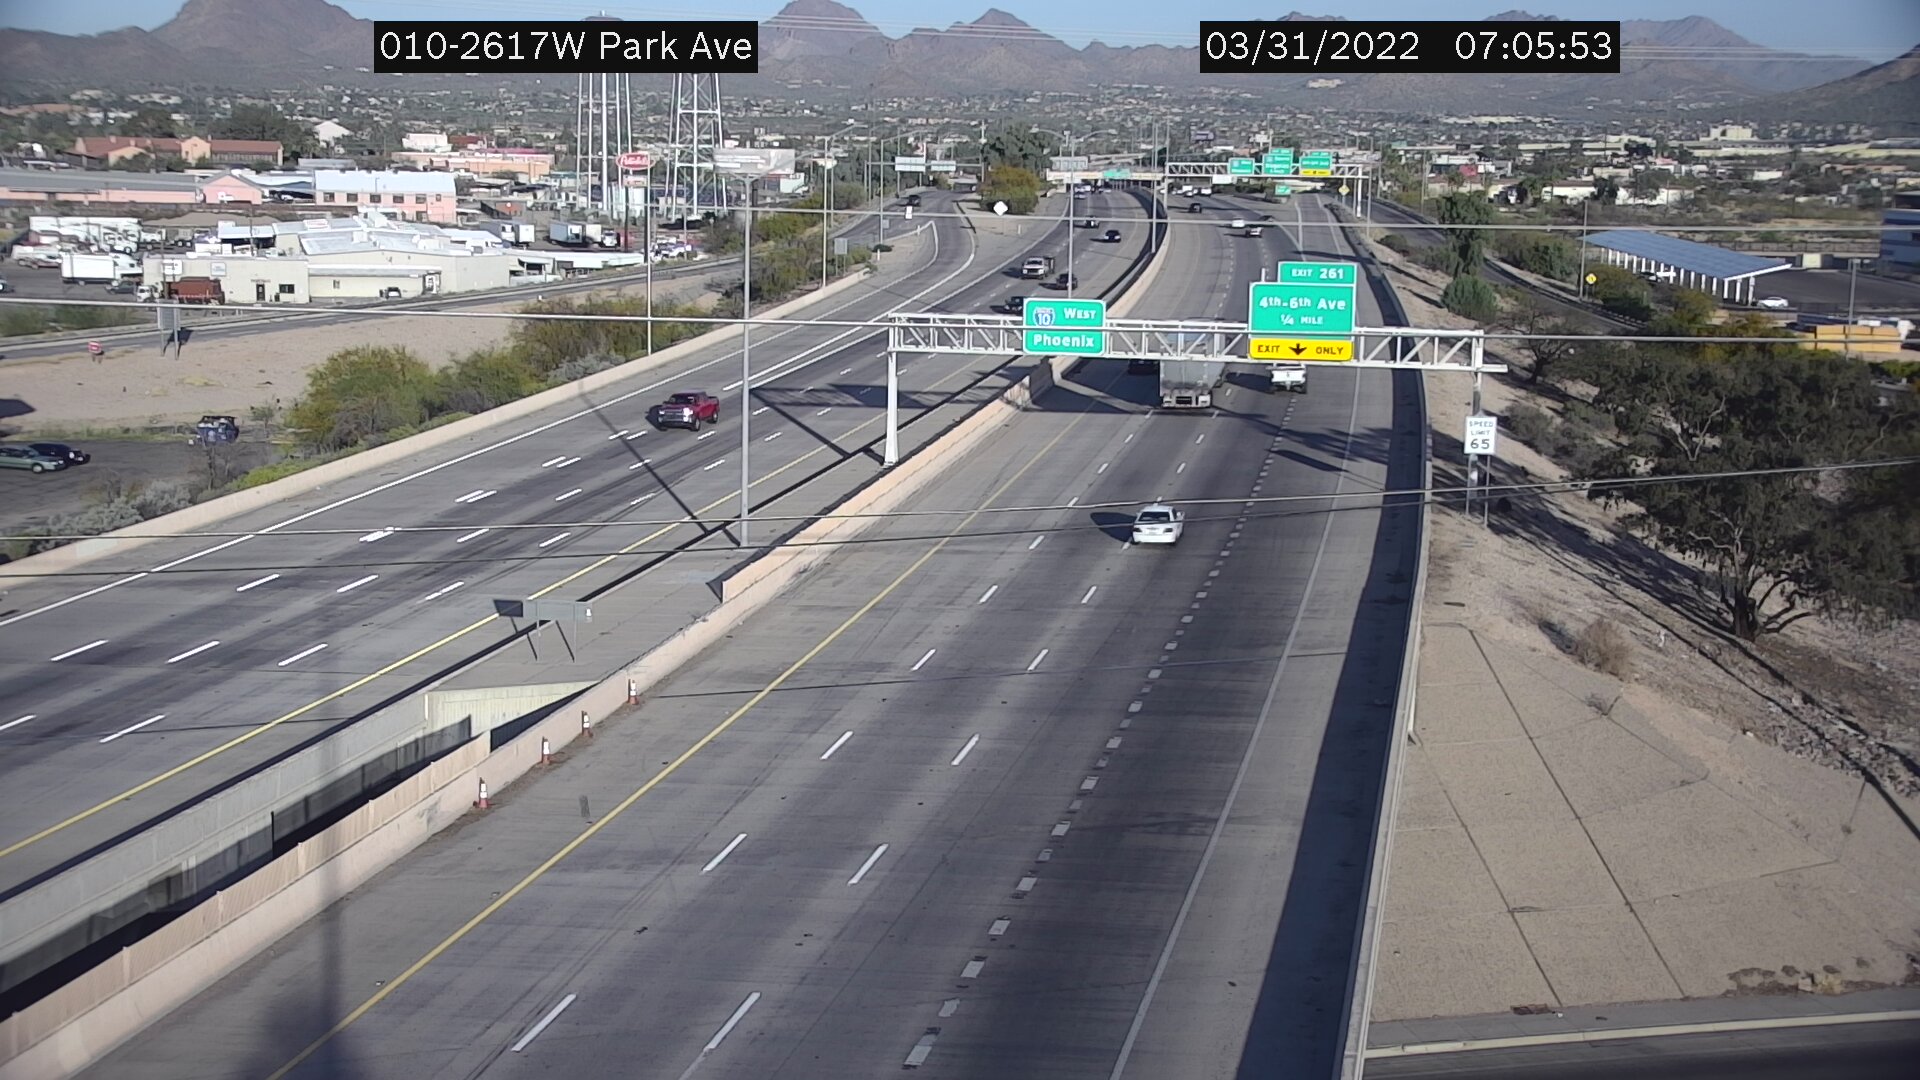 010-2617W Park Ave
03/31/2022 07:05:53
EXIT 261
4th-6th Ave
1/4 MILE
EXIT ONLY
10 WEST
Phoenix
SPEED
LIMIT
65
Peterbilt